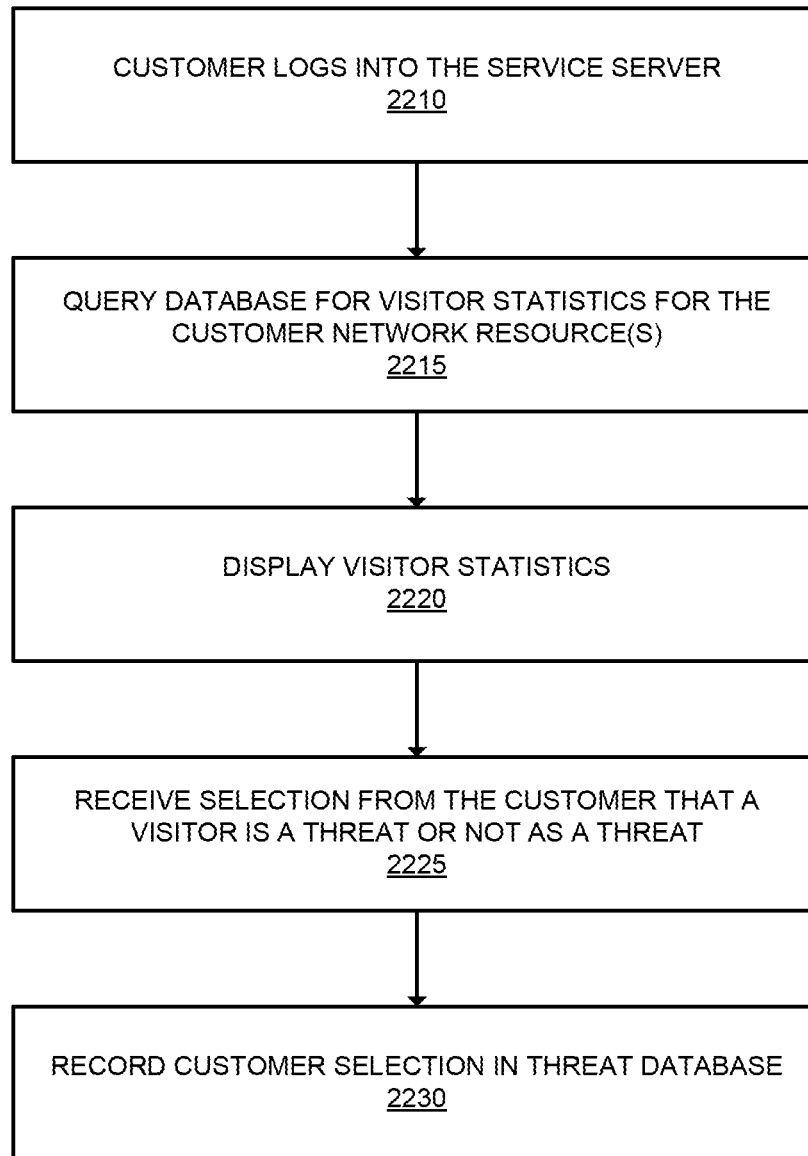 CUSTOMER LOGS INTO THE SERVICE SERVER
2210
QUERY DATABASE FOR VISITOR STATISTICS FOR THE
CUSTOMER NETWORK RESOURCE(S)
2215
DISPLAY VISITOR STATISTICS
2220
RECEIVE SELECTION FROM THE CUSTOMER THAT A
VISITOR IS A THREAT OR NOT AS A THREAT
2225
RECORD CUSTOMER SELECTION IN THREAT DATABASE
2230